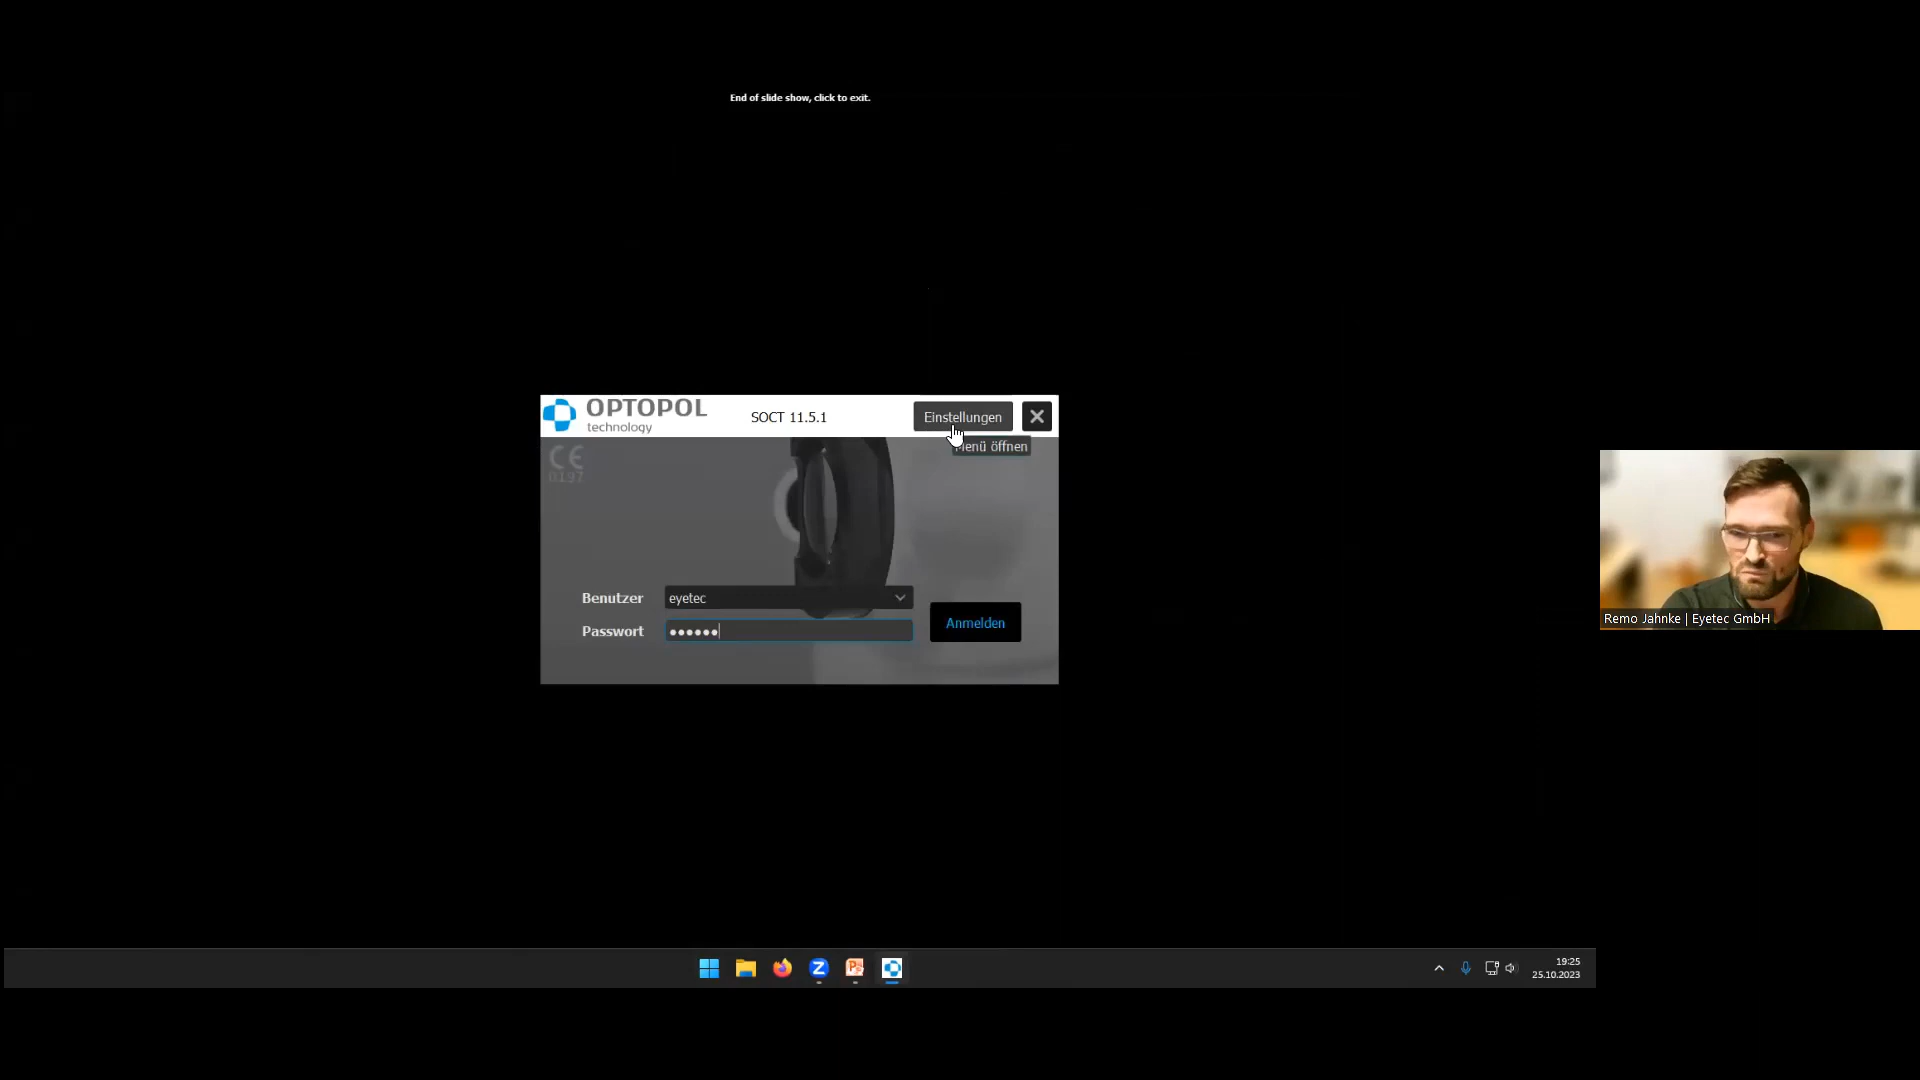 End of slide show, click to exit.
OPTOPOL
technology
SOCT 11.5.1
Einstellungen
Menü öffnen
CE
0197
Benutzer
eyetec
Passwort
Anmelden
Remo Jahnke | Eyetec GmbH
19:25
25.10.2023